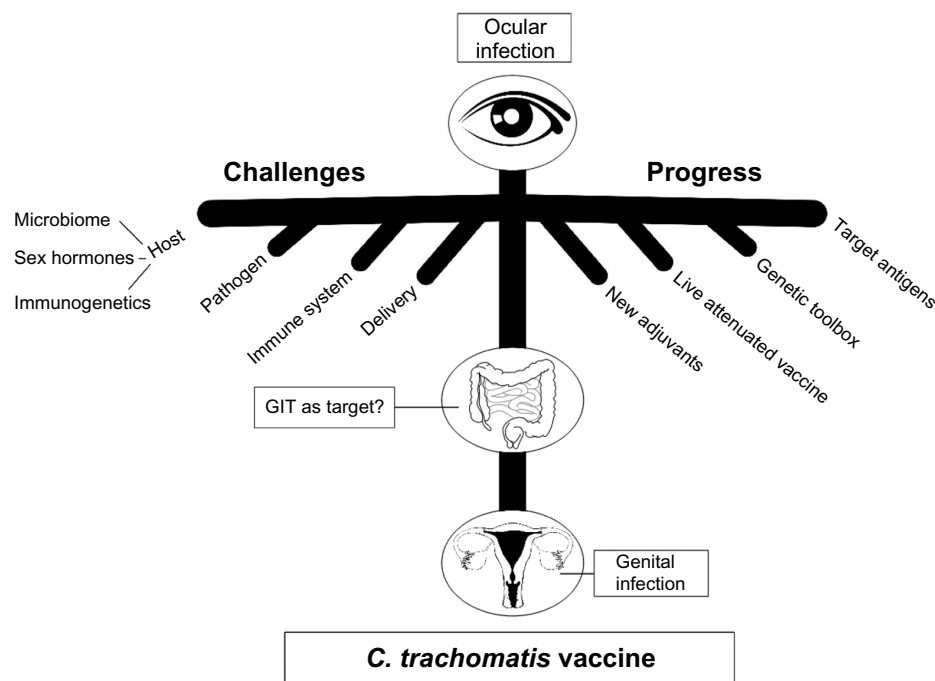 Ocular
infection
Challenges
Progress
Microbiome
Sex hormones
Immunogenetics
Host
Pathogen
Immune system
Delivery
New adjuvants
Live attenuated vaccine
Genetic toolbox
Target antigens
GIT as target?
Genital
infection
C. trachomatis vaccine